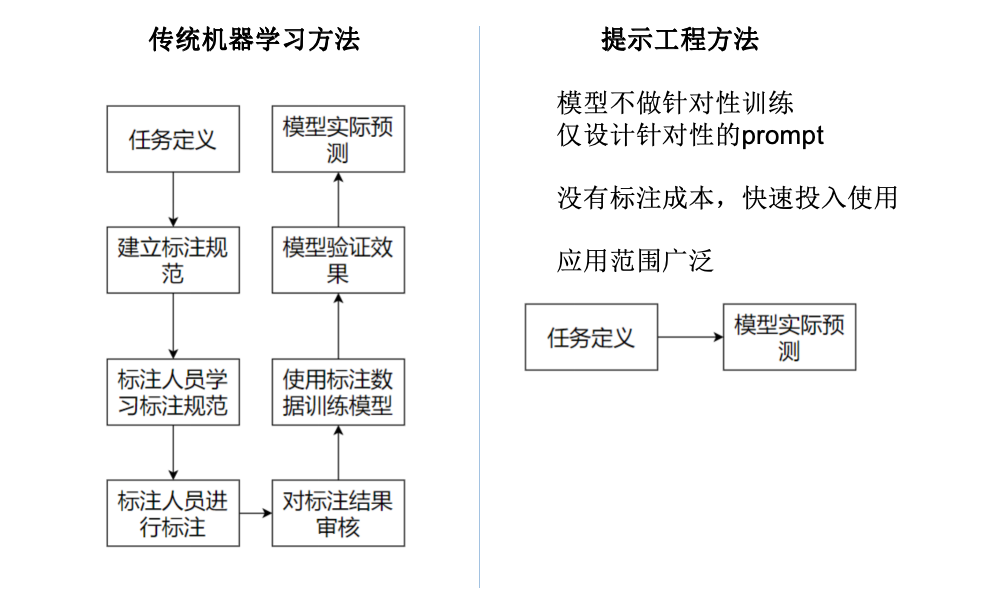 传统机器学习方法
任务定义
建立标注规
范
标注人员学
习标注规范
标注人员进
行标注
对标注结果
审核
使用标注数
据训练模型
模型验证效
果
模型实际预
测
提示工程方法
模型不做针对性训练
仅设计针对性的prompt
没有标注成本，快速投入使用
应用范围广泛
任务定义
模型实际预
测